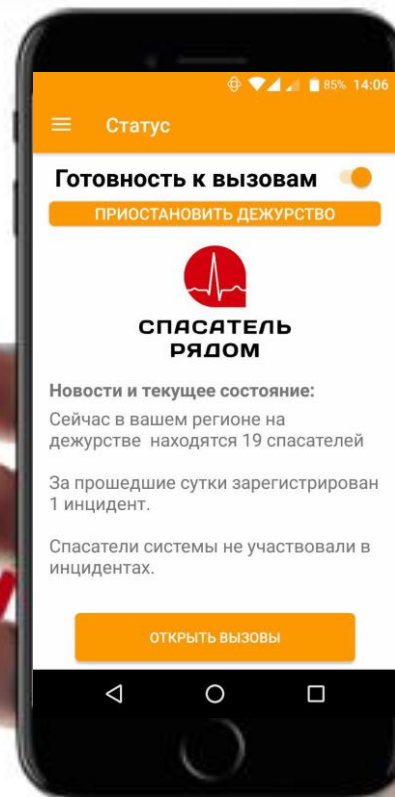 85% 14:06
Статус
Готовность к вызовам
ПРИОСТАНОВИТЬ ДЕЖУРСТВО
СПАСАТЕЛЬ
РЯДОМ
Новости и текущее состояние:
Сейчас в вашем регионе на
дежурстве находятся 19 спасателей
За прошедшие сутки зарегистрирован
1 инцидент.
Спасатели системы не участвовали в
инцидентах.
ОТКРЫТЬ ВЫЗОВЫ